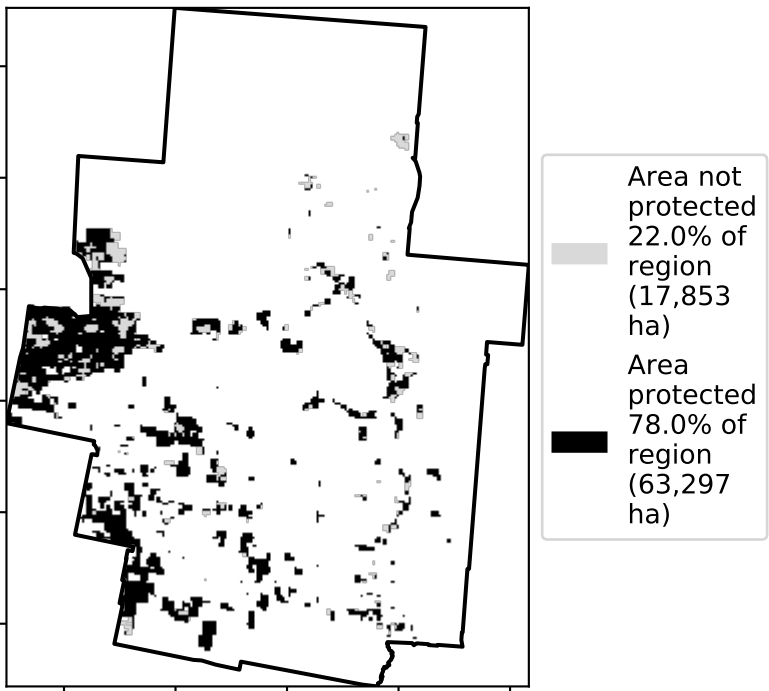 Area not
protected
22.0% of
region
(17,853
ha)
Area
protected
78.0% of
region
(63,297
ha)